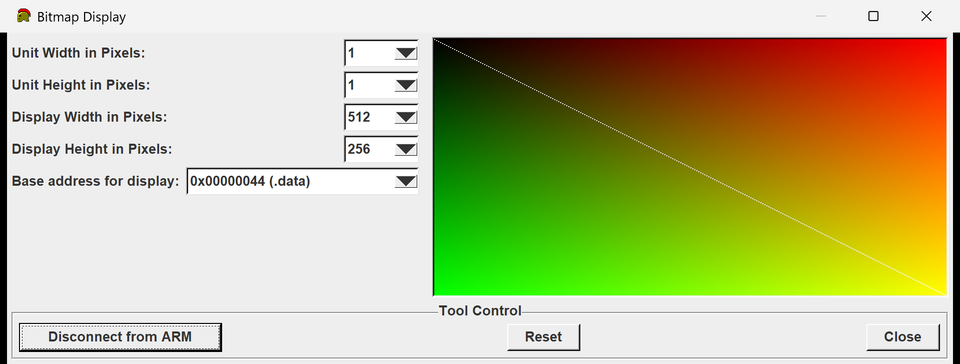 Bitmap Display
Unit Width in Pixels: 1
Unit Height in Pixels: 1
Display Width in Pixels: 512
Display Height in Pixels: 256
Base address for display: 0x00000044 (.data)
Tool Control
Disconnect from ARM Reset Close